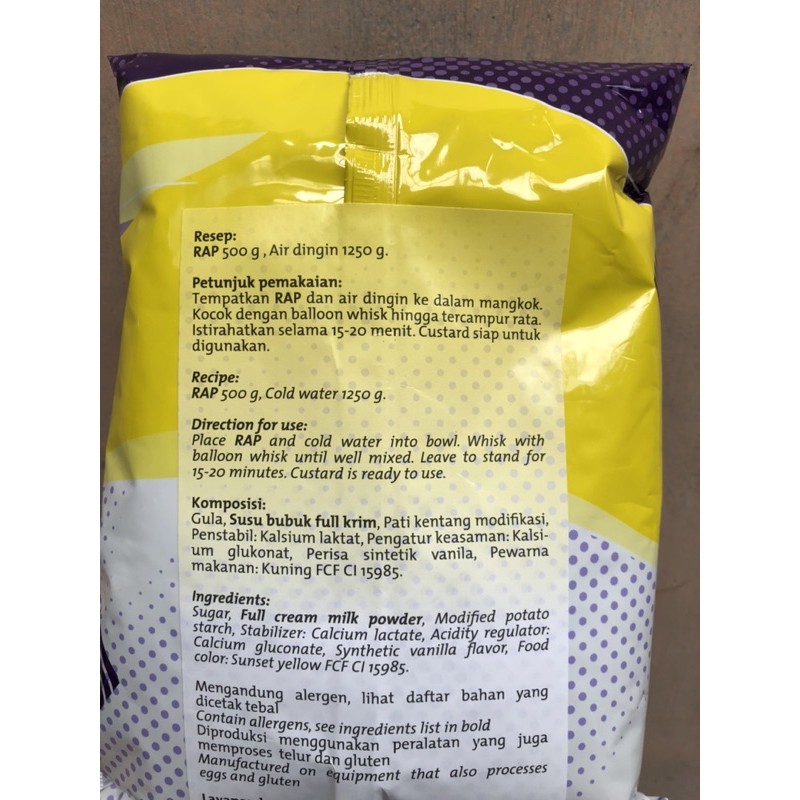 Resep:
RAP 500 g , Air dingin 1250 g.
Petunjuk pemakaian:
Tempatkan RAP dan air dingin ke dalam mangkok.
Kocok dengan balloon whisk hingga tercampur rata.
Istirahatkan selama 15-20 menit. Custard siap untuk
digunakan.
Recipe:
RAP 500 g, Cold water 1250 g.
Direction for use:
Place RAP and cold water into bowl. Whisk with
balloon whisk until well mixed. Leave to stand for
15-20 minutes. Custard is ready to use.
Komposisi:
Gula, Susu bubuk full krim, Pati kentang modifikasi,
Penstabil: Kalsium laktat, Pengatur keasaman: Kalsi-
um glukonat, Perisa sintetik vanila, Pewarna
makanan: Kuning FCF CI 15985.
Ingredients:
Sugar, Full cream milk powder, Modified potato
starch, Stabilizer: Calcium lactate, Acidity regulator:
Calcium gluconate, Synthetic vanilla flavor, Food
color: Sunset yellow FCF CI 15985.
Mengandung alergen, lihat daftar bahan yang
dicetak tebal
Contain allergens, see ingredients list in bold
Diproduksi menggunakan peralatan yang juga
memproses telur dan gluten
Manufactured on equipment that also processes
eggs and gluten